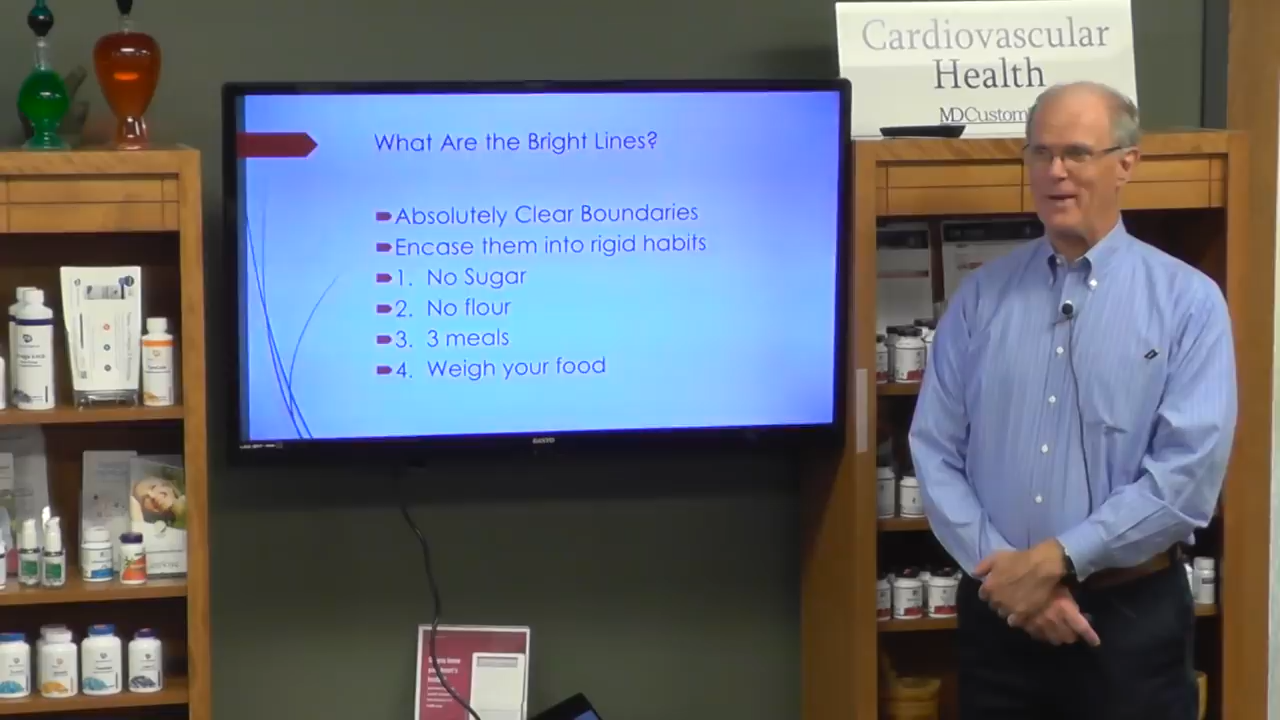 Cardiovascular
Health
MDCustom
What Are the Bright Lines?
Absolutely Clear Boundaries
Encase them into rigid habits
1. No Sugar
2. No flour
3. 3 meals
4. Weigh your food
SANYO